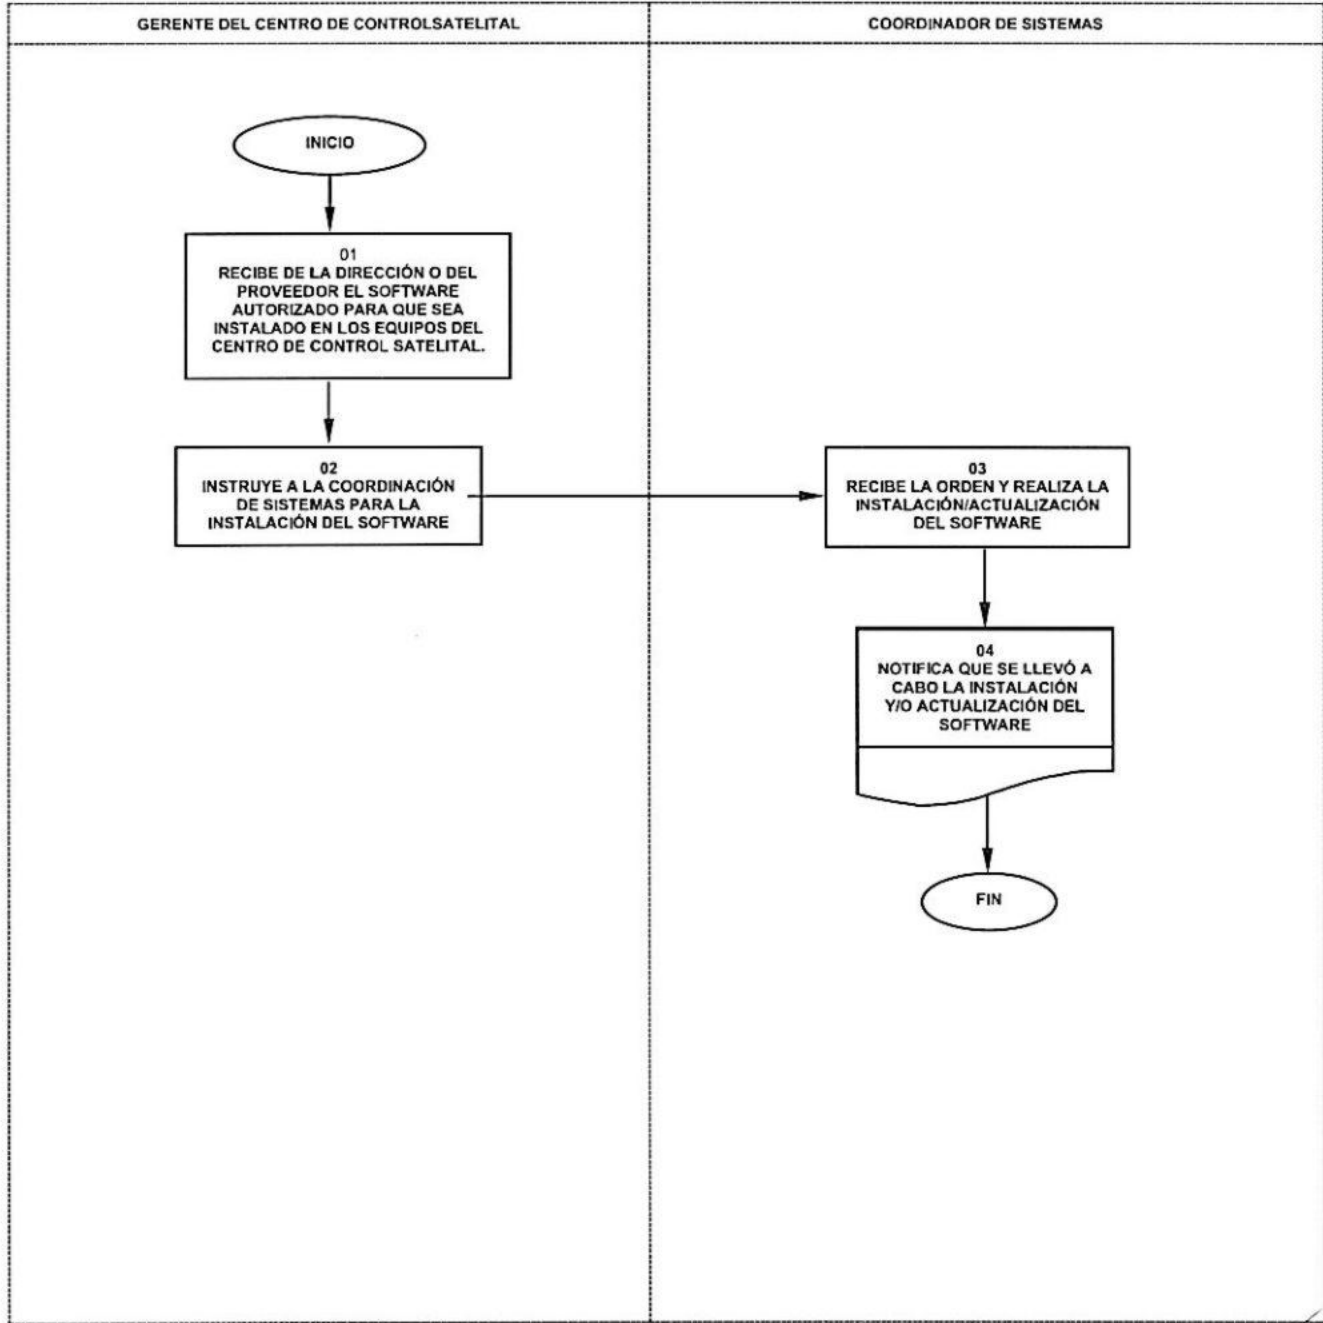 GERENTE DEL CENTRO DE CONTROLSATELITAL
COORDINADOR DE SISTEMAS
INICIO
01
RECIBE DE LA DIRECCIÓN O DEL
PROVEEDOR EL SOFTWARE
AUTORIZADO PARA QUE SEA
INSTALADO EN LOS EQUIPOS DEL
CENTRO DE CONTROL SATELITAL.
02
INSTRUYE A LA COORDINACIÓN
DE SISTEMAS PARA LA
INSTALACIÓN DEL SOFTWARE
03
RECIBE LA ORDEN Y REALIZA LA
INSTALACIÓN/ACTUALIZACIÓN
DEL SOFTWARE
04
NOTIFICA QUE SE LLEVÓ A
CABO LA INSTALACIÓN
Y/O ACTUALIZACIÓN DEL
SOFTWARE
FIN